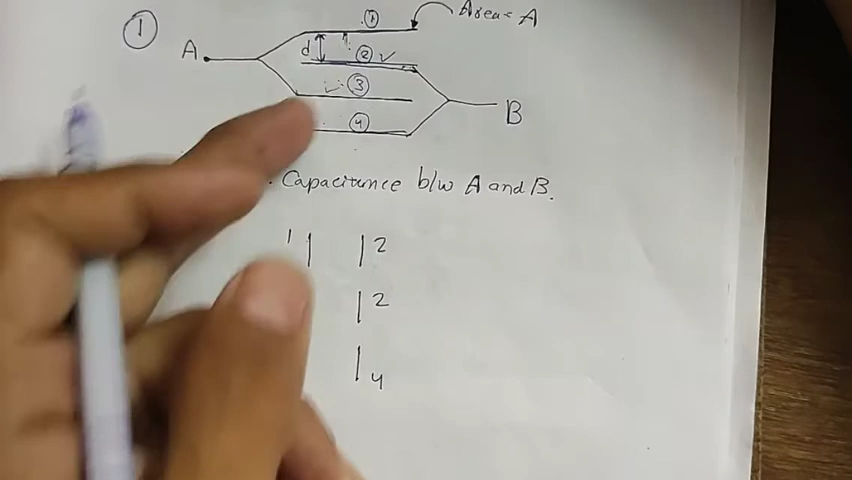 ①
①
Area = A
A
d
②
③
④
B
Capacitance b/w A and B.
1 2
2
4